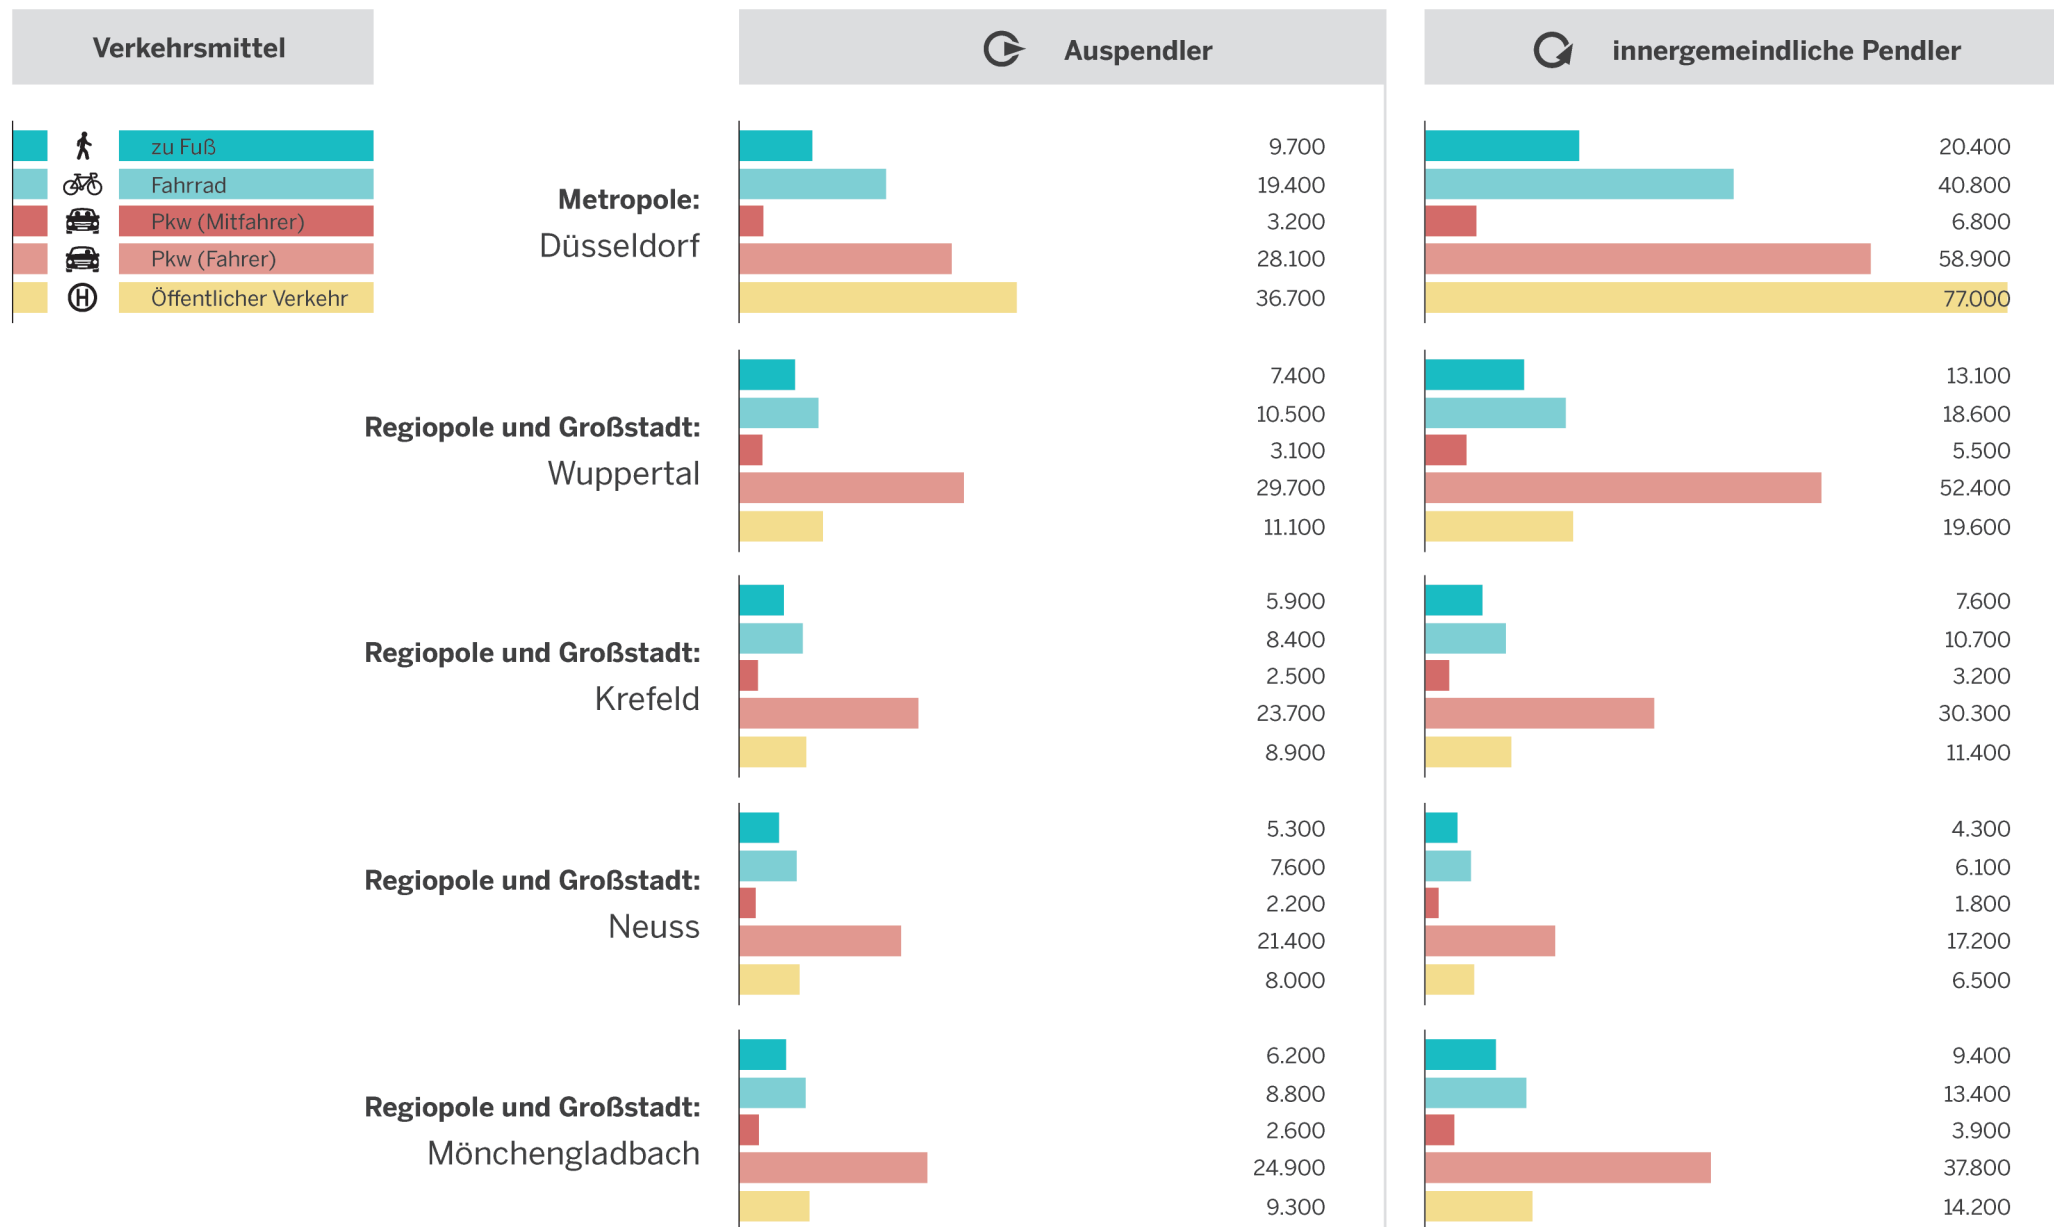 Verkehrsmittel
Auspendler
innergemeindliche Pendler
zu Fuß
Fahrrad
Pkw (Mitfahrer)
Pkw (Fahrer)
H
Öffentlicher Verkehr
Metropole:
Düsseldorf
9.700
19.400
3.200
28.100
36.700
20.400
40.800
6.800
58.900
77.000
Regiopole und Großstadt:
Wuppertal
7.400
10.500
3.100
29.700
11.100
13.100
18.600
5.500
52.400
19.600
Regiopole und Großstadt:
Krefeld
5.900
8.400
2.500
23.700
8.900
7.600
10.700
3.200
30.300
11.400
Regiopole und Großstadt:
Neuss
5.300
7.600
2.200
21.400
8.000
4.300
6.100
1.800
17.200
6.500
Regiopole und Großstadt:
Mönchengladbach
6.200
8.800
2.600
24.900
9.300
9.400
13.400
3.900
37.800
14.200